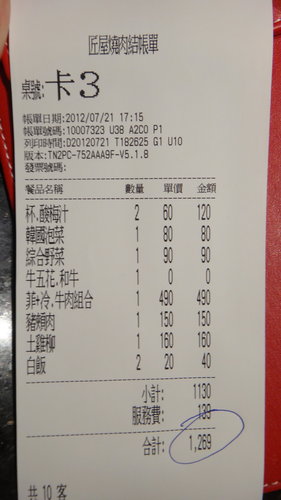 匠屋燒肉結帳單
桌號: 卡3
帳單日期:2012/07/21 17:15
帳單號碼:10007323 U38 A2C0 P1
列印時間:D20120721 T182625 G1 U10
版本:TN2PC-752AAA9F-V5.1.8
發票號碼:
餐品名稱 數量 單價 金額
杯.酸梅汁 2 60 120
韓國泡菜 1 80 80
綜合野菜 1 90 90
牛五花.和牛 1 0 0
菲+冷.牛肉組合 1 490 490
豬頰肉 1 150 150
土雞柳 1 160 160
白飯 2 20 40
小計: 1130
服務費: 139
合計: 1,269
共 10 客